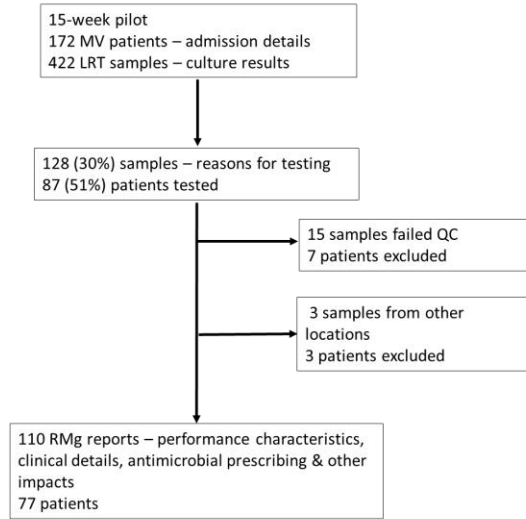 15-week pilot
172 MV patients – admission details
422 LRT samples – culture results
128 (30%) samples – reasons for testing
87 (51%) patients tested
15 samples failed QC
7 patients excluded
3 samples from other
locations
3 patients excluded
110 RMg reports – performance characteristics,
clinical details, antimicrobial prescribing & other
impacts
77 patients